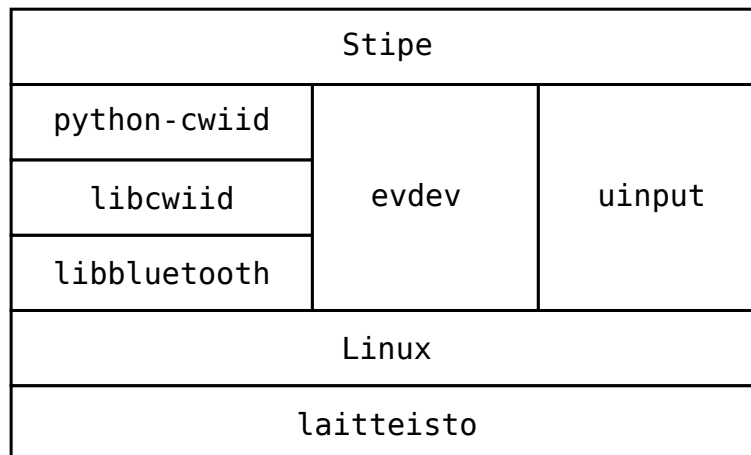 Stipe
python-cwiid
libcwiid
libbluetooth
evdev
uinput
Linux
laitteisto